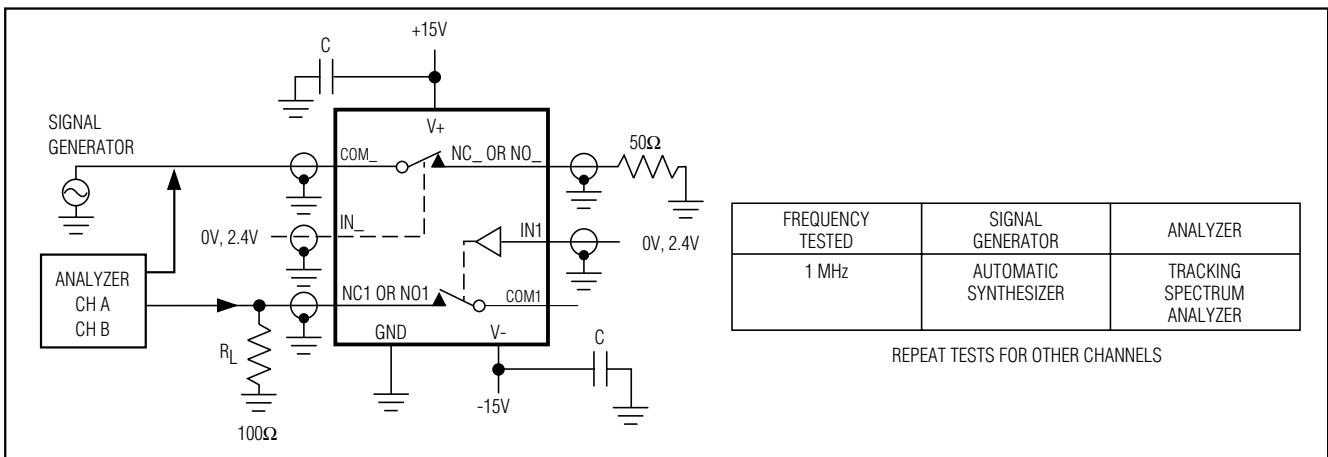 +15V
C
V+
SIGNAL
GENERATOR
COM_
NC_ OR NO_
50Ω
IN_
0V, 2.4V
IN1
0V, 2.4V
ANALYZER
CH A
CH B
NC1 OR NO1
COM1
GND
V-
C
RL
-15V
100Ω
FREQUENCY
TESTED
SIGNAL
GENERATOR
ANALYZER
1 MHz
AUTOMATIC
SYNTHESIZER
TRACKING
SPECTRUM
ANALYZER
REPEAT TESTS FOR OTHER CHANNELS